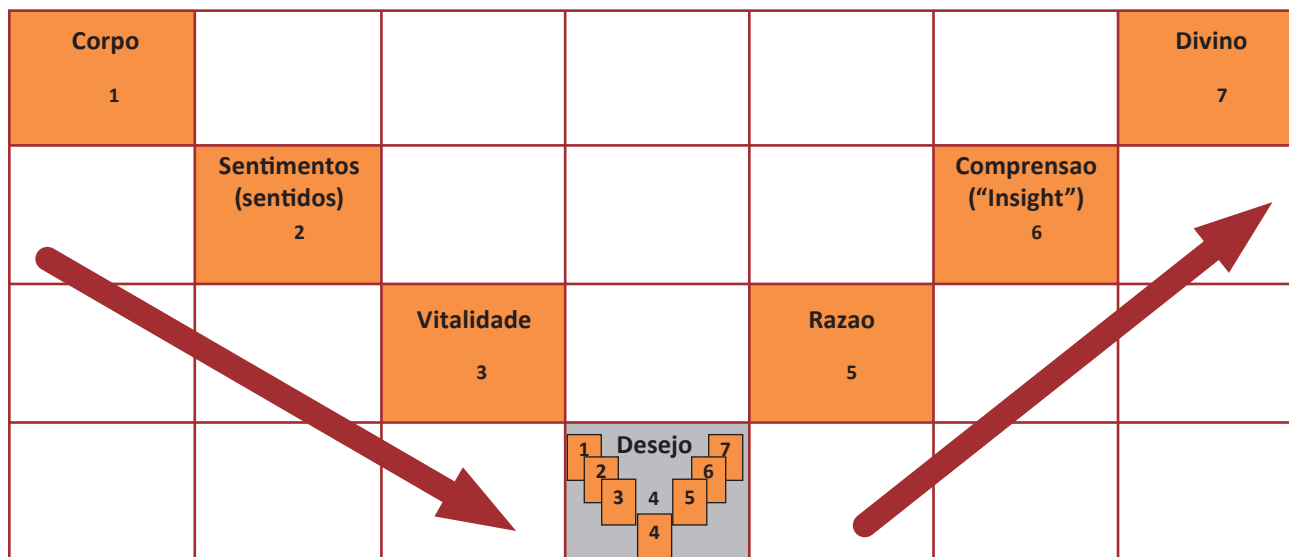 Corpo
1
Divino
7
Sentimentos
(sentidos)
2
Comprensao
(“Insight”)
6
Vitalidade
3
Razao
5
Desejo
1
2
3
4
5
6
7
4